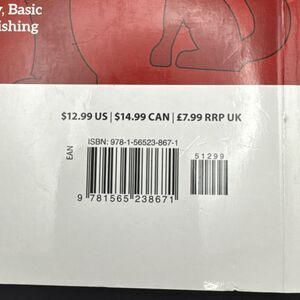 y, Basic
ishing
$12.99 US | $14.99 CAN | £7.99 RRP UK
ISBN: 978-1-56523-867-1
EAN
51299
9 781565 238671